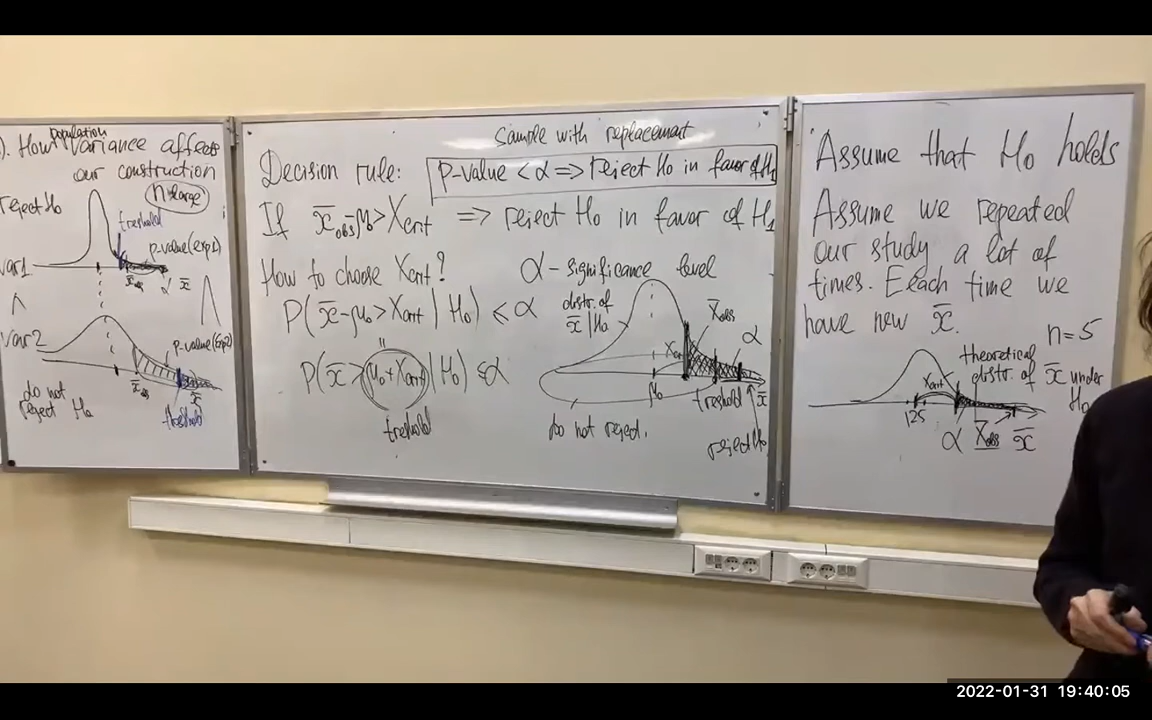 ). How population variance affects
our construction
n-large
reject H₀
treshold
p-value(exp1)
var1
x̄obs
α
x̄
∧
var2
p-value(exp2)
x̄obs
x̄
do not
reject H₀
treshold
Sample with replacement
Decision rule:
p-value < α => reject H₀ in favor of H₁
If x̄obs - μ₀ > Xcrit => reject H₀ in favor of H₁
How to choose Xcrit?
α - significance level
P(x̄-μ₀ > Xcrit | H₀) ≤ α
distr. of
x̄ | H₀
x̄obs
α
Xcrit
P(x̄ > (μ₀ + Xcrit) | H₀) ≤ α
treshold
μ₀
treshold
x̄
do not reject.
reject H₀
Assume that H₀ holds
Assume we repeated
our study a lot of
times. Each time we
have new x̄.
n=5
theoretical
distr. of x̄ under
H₀
Xcrit
125
α
x̄obs
x̄
2022-01-31 19:40:05